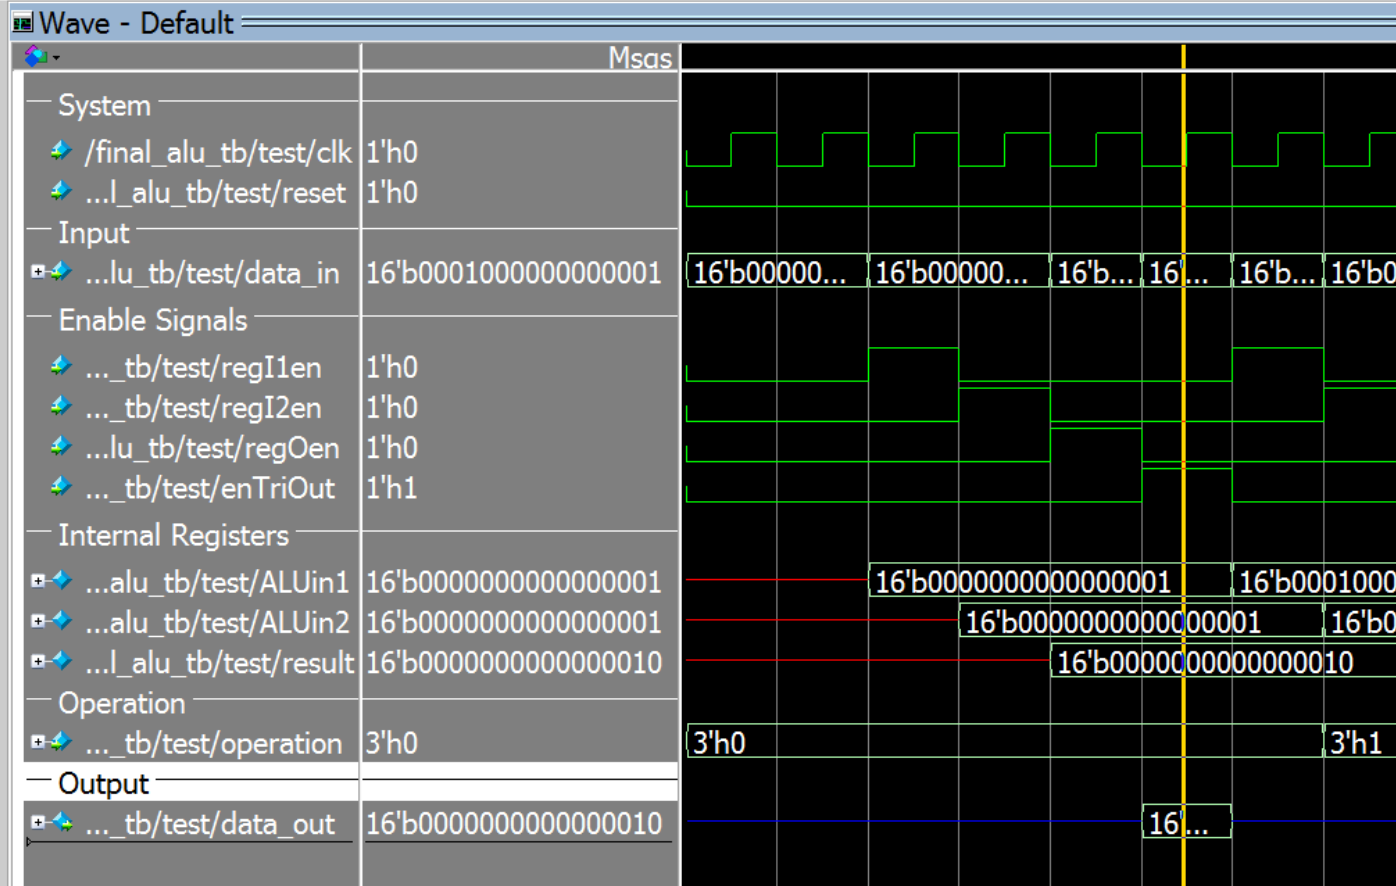 Wave - Default
Msgs
System
/final_alu_tb/test/clk 1'h0
...l_alu_tb/test/reset 1'h0
Input
...lu_tb/test/data_in 16'b0001000000000001 16'b00000... 16'b00000... 16'b... 16'... 16'b... 16'b0
Enable Signals
..._tb/test/regI1en 1'h0
..._tb/test/regI2en 1'h0
...lu_tb/test/regOen 1'h0
..._tb/test/enTriOut 1'h1
Internal Registers
...alu_tb/test/ALUin1 16'b0000000000000001 16'b0000000000000001 16'b0001000
...alu_tb/test/ALUin2 16'b0000000000000001 16'b0000000000000001 16'b0
...l_alu_tb/test/result 16'b0000000000000010 16'b0000000000000010
Operation
..._tb/test/operation 3'h0 3'h0 3'h1
Output
..._tb/test/data_out 16'b0000000000000010 16'...